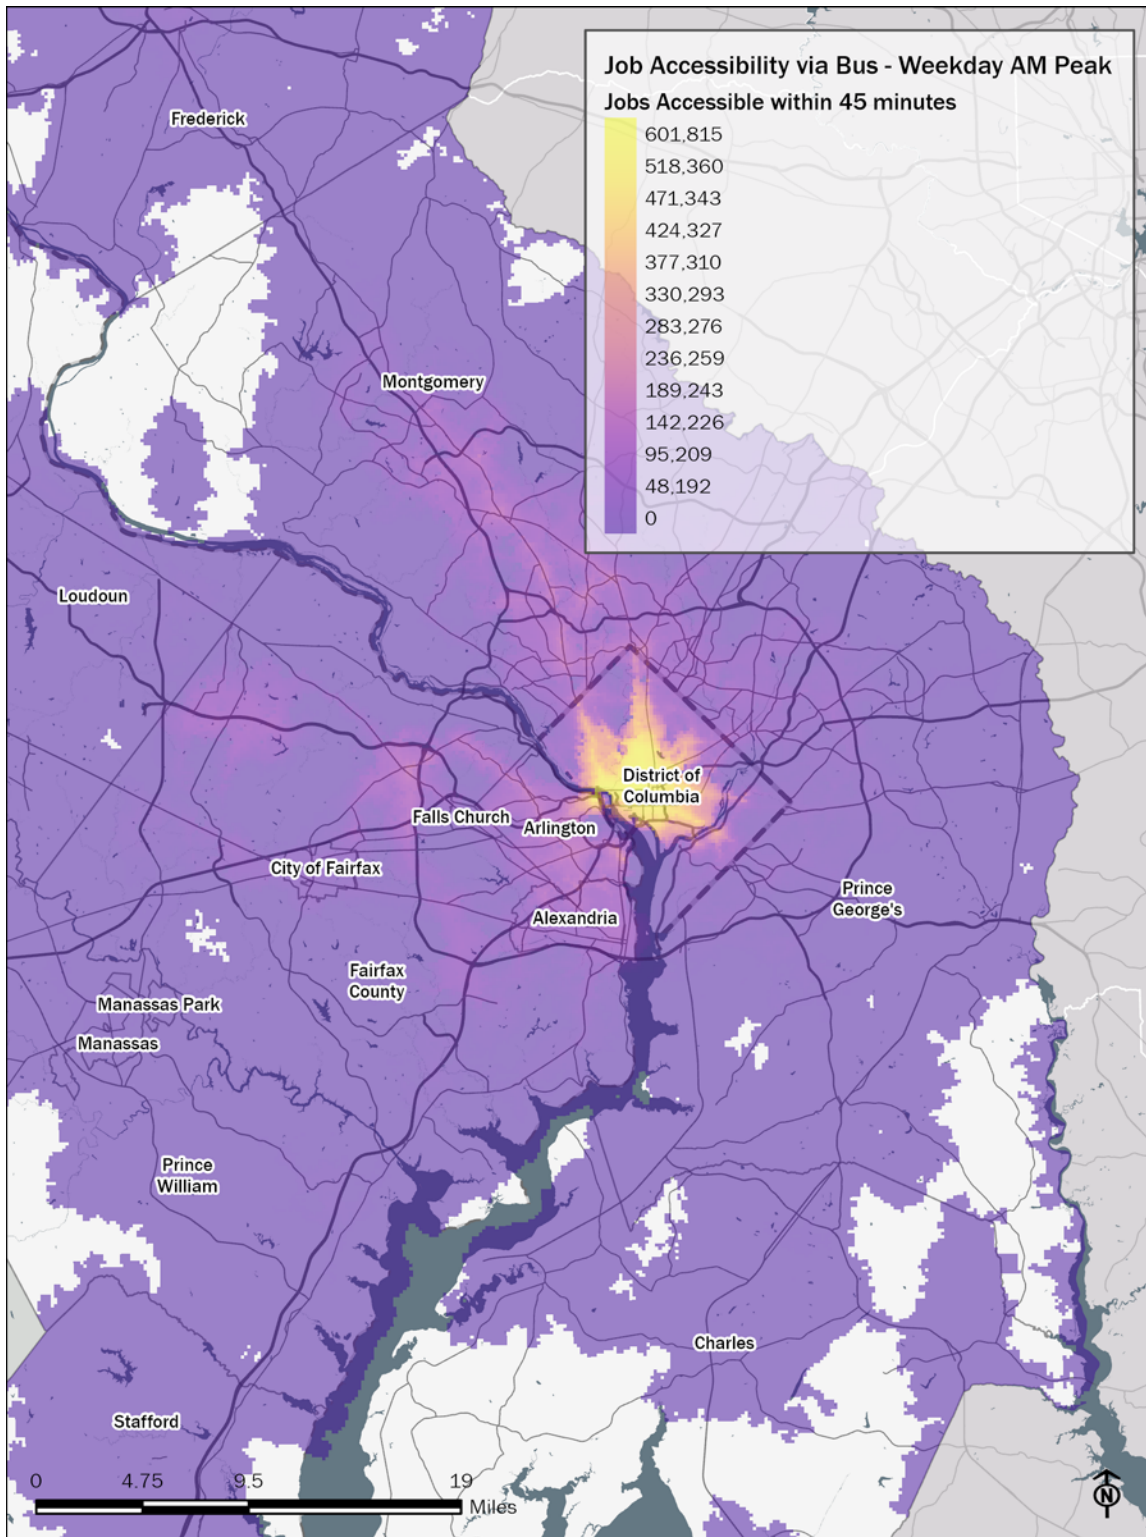 Job Accessibility via Bus - Weekday AM Peak
Jobs Accessible within 45 minutes
601,815
518,360
471,343
424,327
377,310
330,293
283,276
236,259
189,243
142,226
95,209
48,192
0
Frederick
Montgomery
Loudoun
District of
Columbia
Falls Church
Arlington
City of Fairfax
Prince
George's
Alexandria
Fairfax
County
Manassas Park
Manassas
Prince
William
Charles
Stafford
0 4.75 9.5 19
Miles
N